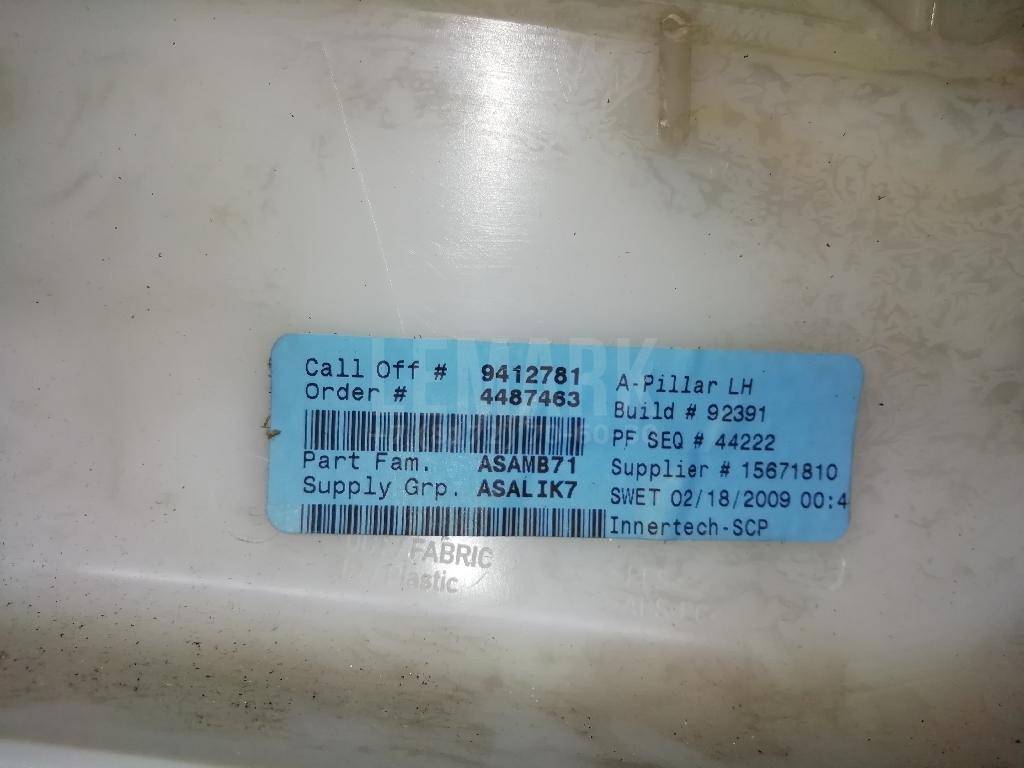 LEMARK
Call Off # 9412781
Order # 4487463
Part Fam. ASAMB71
Supply Grp. ASALIK7
A-Pillar LH
Build # 92391
PF SEQ # 44222
Supplier # 15671810
SWET 02/18/2009 00:4
Innertech-SCP
FABRIC
Plastic